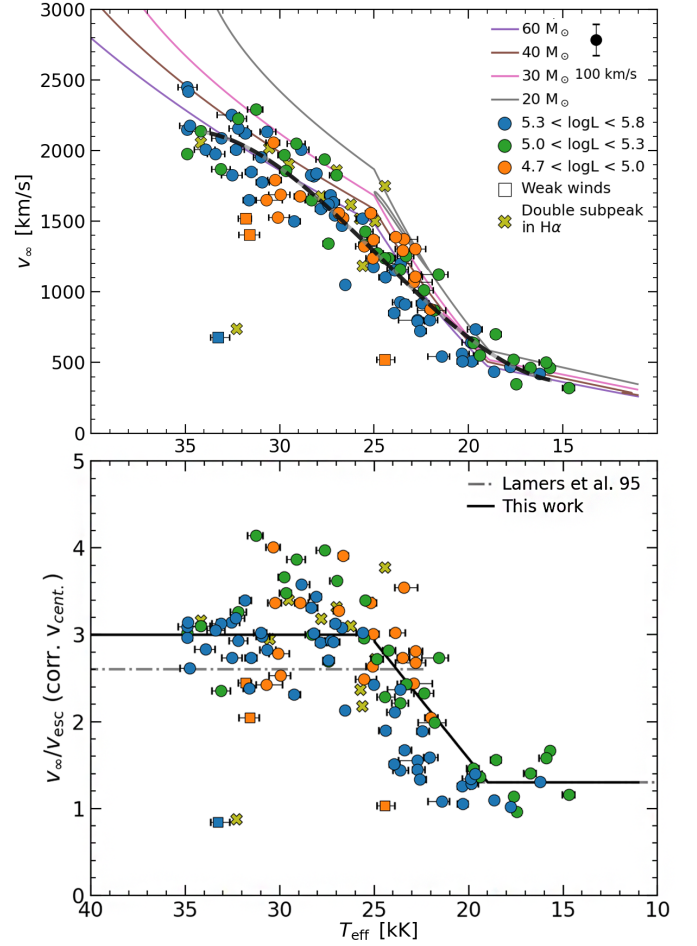 3000
2500
2000
1500
1000
500
0
v∞ [km/s]
60 M⊙
40 M⊙
30 M⊙
20 M⊙
100 km/s
5.3 < logL < 5.8
5.0 < logL < 5.3
4.7 < logL < 5.0
Weak winds
Double subpeak
in Hα
35 30 25 20 15
5
4
3
2
1
0
v∞/vesc (corr. vcent.)
Lamers et al. 95
This work
40 35 30 25 20 15 10
Teff [kK]